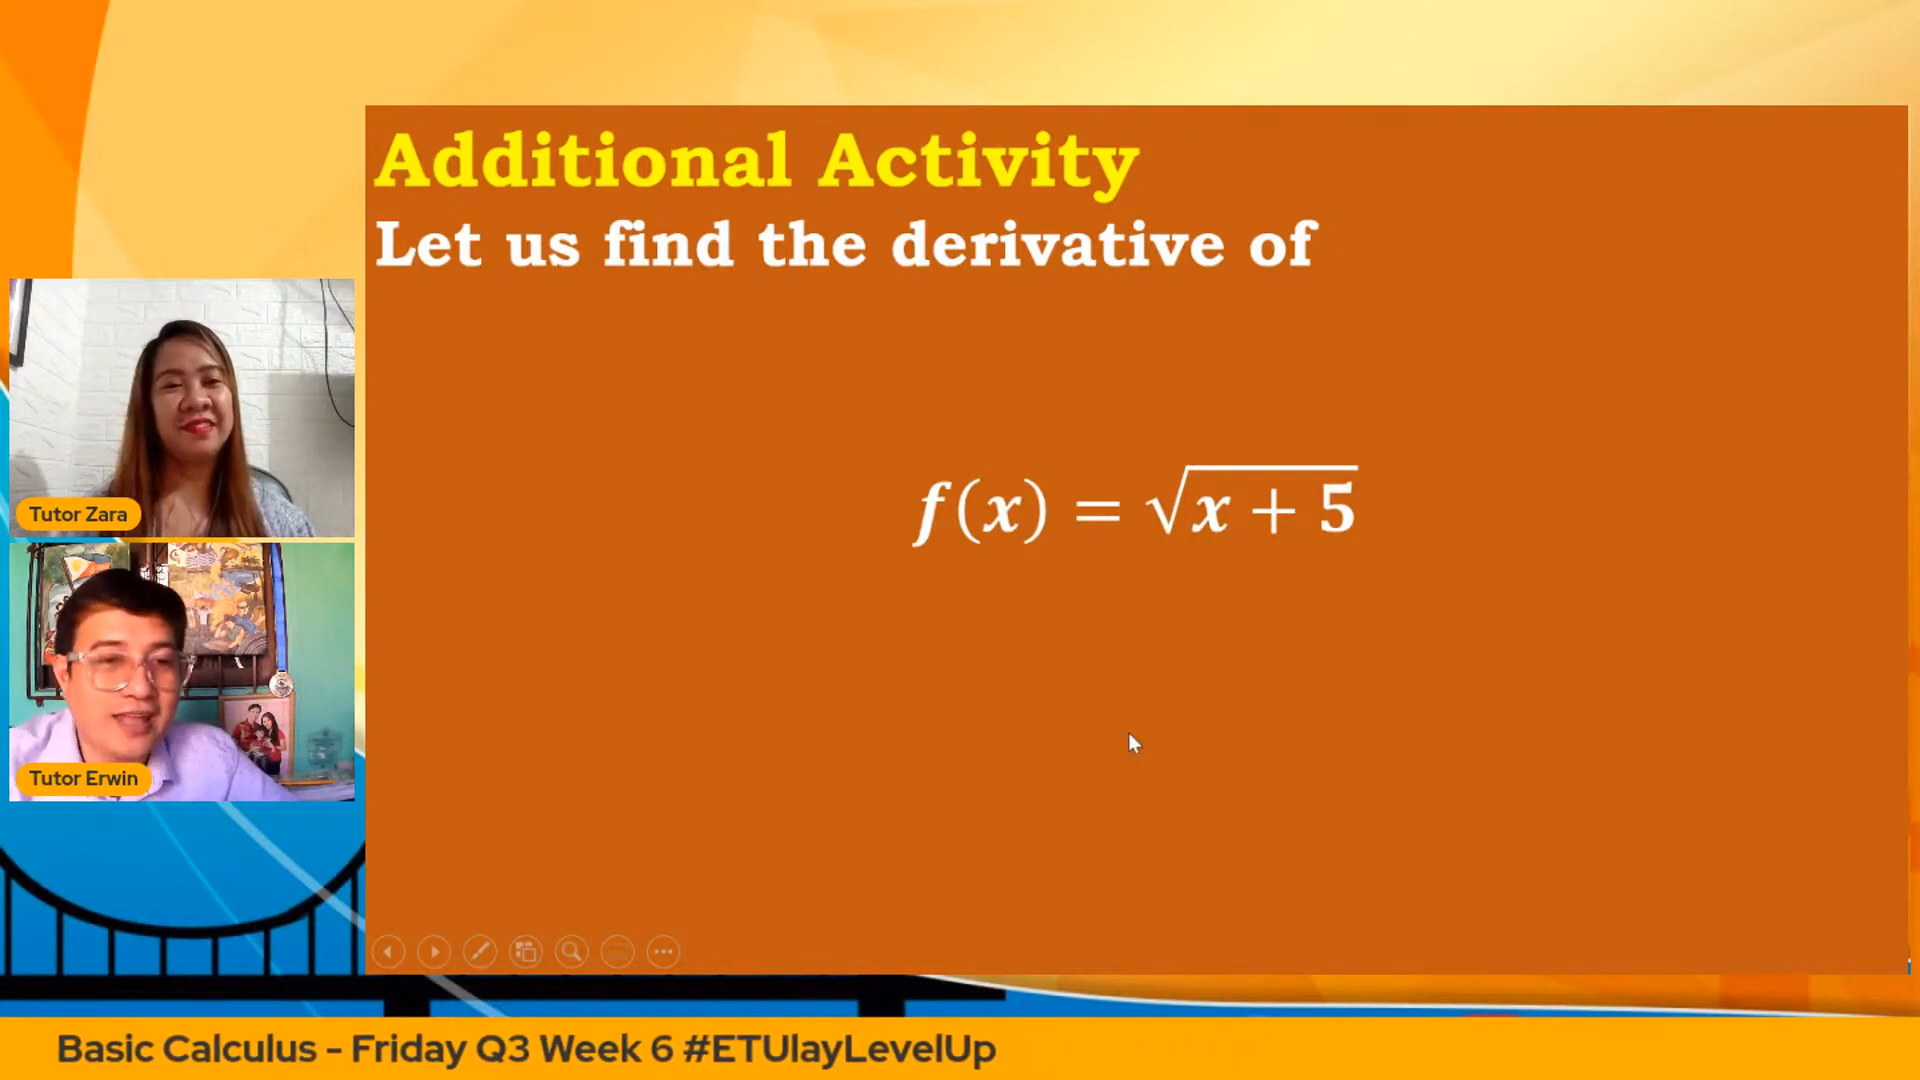 Additional Activity
Let us find the derivative of
f(x) = √x + 5
Tutor Zara
Tutor Erwin
Basic Calculus - Friday Q3 Week 6 #ETUlayLevelUp